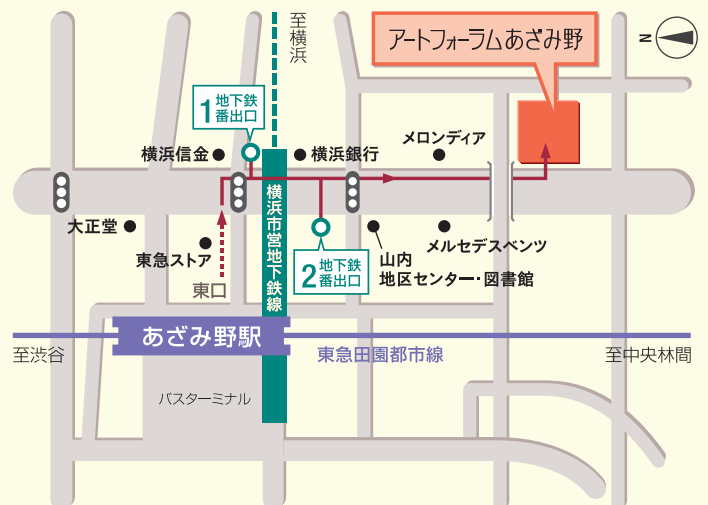 至横浜
アートフォーラムあざみ野
N
1 地下鉄
番出口
横浜信金
横浜銀行
メロンディア
大正堂
東急ストア
東口
横浜市営地下鉄線
2 地下鉄
番出口
山内
地区センター・図書館
メルセデスベンツ
あざみ野駅
至渋谷
東急田園都市線
至中央林間
バスターミナル